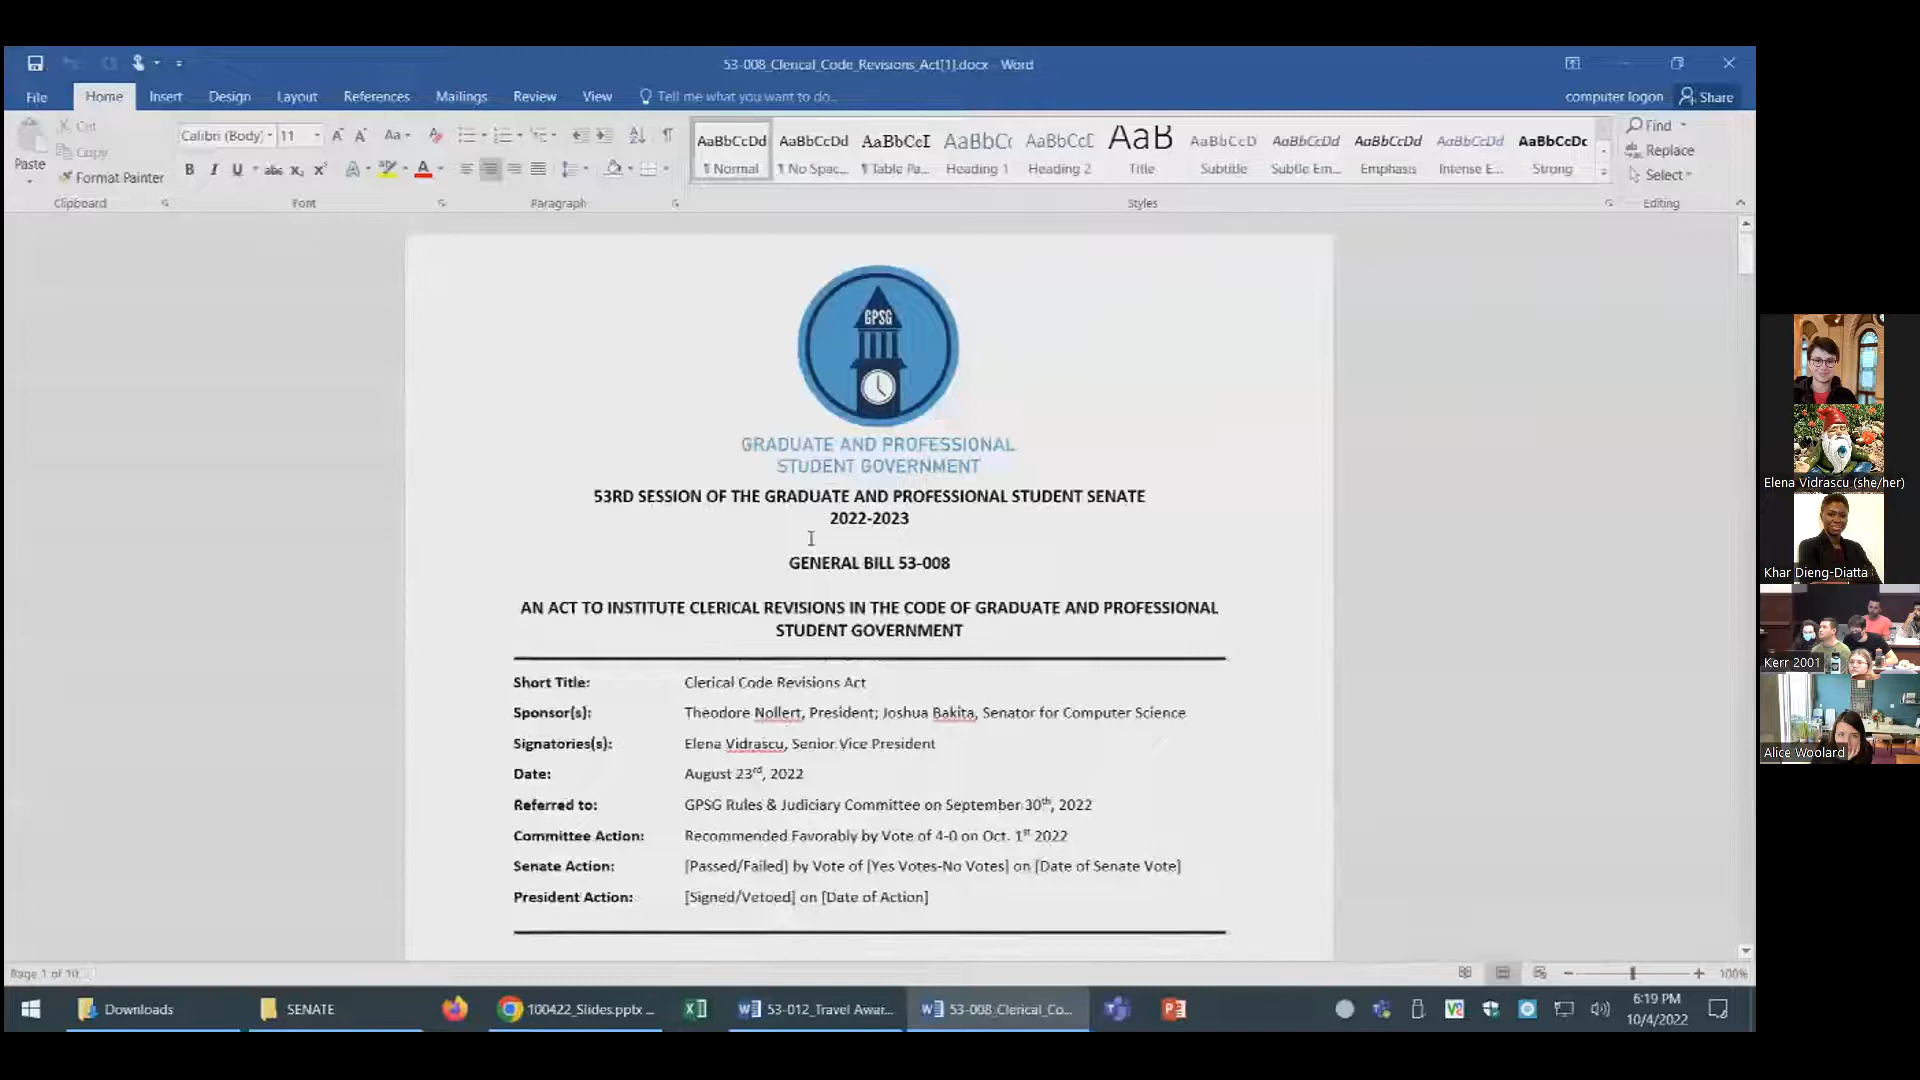 53-008_Clerical_Code_Revisions_Act[1].docx - Word
File Home Insert Design Layout References Mailings Review View Tell me what you want to do... computer logon Share
Cut
Copy
Paste
Format Painter
Calibri (Body) 11
AaBbCcDd AaBbCcDd AaBbCcI AaBbCc AaBbCcC AaB AaBbCcD AaBbCcDd AaBbCcDd AaBbCcDd AaBbCcDc
¶ Normal ¶ No Spac... ¶ Table Pa... Heading 1 Heading 2 Title Subtitle Subtle Em... Emphasis Intense E... Strong
Find
Replace
Select
Clipboard Font Paragraph Styles Editing
GPSG
GRADUATE AND PROFESSIONAL
STUDENT GOVERNMENT
53RD SESSION OF THE GRADUATE AND PROFESSIONAL STUDENT SENATE
2022-2023
GENERAL BILL 53-008
AN ACT TO INSTITUTE CLERICAL REVISIONS IN THE CODE OF GRADUATE AND PROFESSIONAL
STUDENT GOVERNMENT
Short Title: Clerical Code Revisions Act
Sponsor(s): Theodore Nollert, President; Joshua Bakita, Senator for Computer Science
Signatories(s): Elena Vidrascu, Senior Vice President
Date: August 23rd, 2022
Referred to: GPSG Rules & Judiciary Committee on September 30th, 2022
Committee Action: Recommended Favorably by Vote of 4-0 on Oct. 1st 2022
Senate Action: [Passed/Failed] by Vote of [Yes Votes-No Votes] on [Date of Senate Vote]
President Action: [Signed/Vetoed] on [Date of Action]
Page 1 of 10
100%
Downloads SENATE 100422_Slides.pptx ... 53-012_Travel Awar... 53-008_Clerical_Co...
6:19 PM
10/4/2022
Elena Vidrascu (she/her)
Khar Dieng-Diatta
Kerr 2001
Alice Woolard